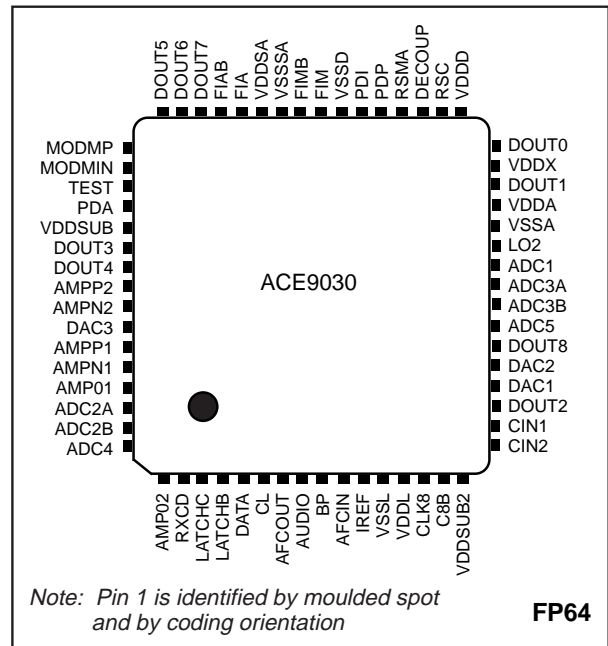 DOUT5
DOUT6
DOUT7
FIAB
FIA
VDDSA
VSSSA
FIMB
FIM
VSSD
PDI
PDP
RSMA
DECOUP
RSC
VDDD
MODMP
MODMIN
TEST
PDA
VDDSUB
DOUT3
DOUT4
AMPP2
AMPN2
DAC3
AMPP1
AMPN1
AMP01
ADC2A
ADC2B
ADC4
ACE9030
DOUT0
VDDX
DOUT1
VDDA
VSSA
LO2
ADC1
ADC3A
ADC3B
ADC5
DOUT8
DAC2
DAC1
DOUT2
CIN1
CIN2
AMP02
RXCD
LATCHC
LATCHB
DATA
CL
AFCOUT
AUDIO
BP
AFCIN
IREF
VSSL
VDDL
CLK8
C8B
VDDSUB2
Note: Pin 1 is identified by moulded spot
and by coding orientation
FP64